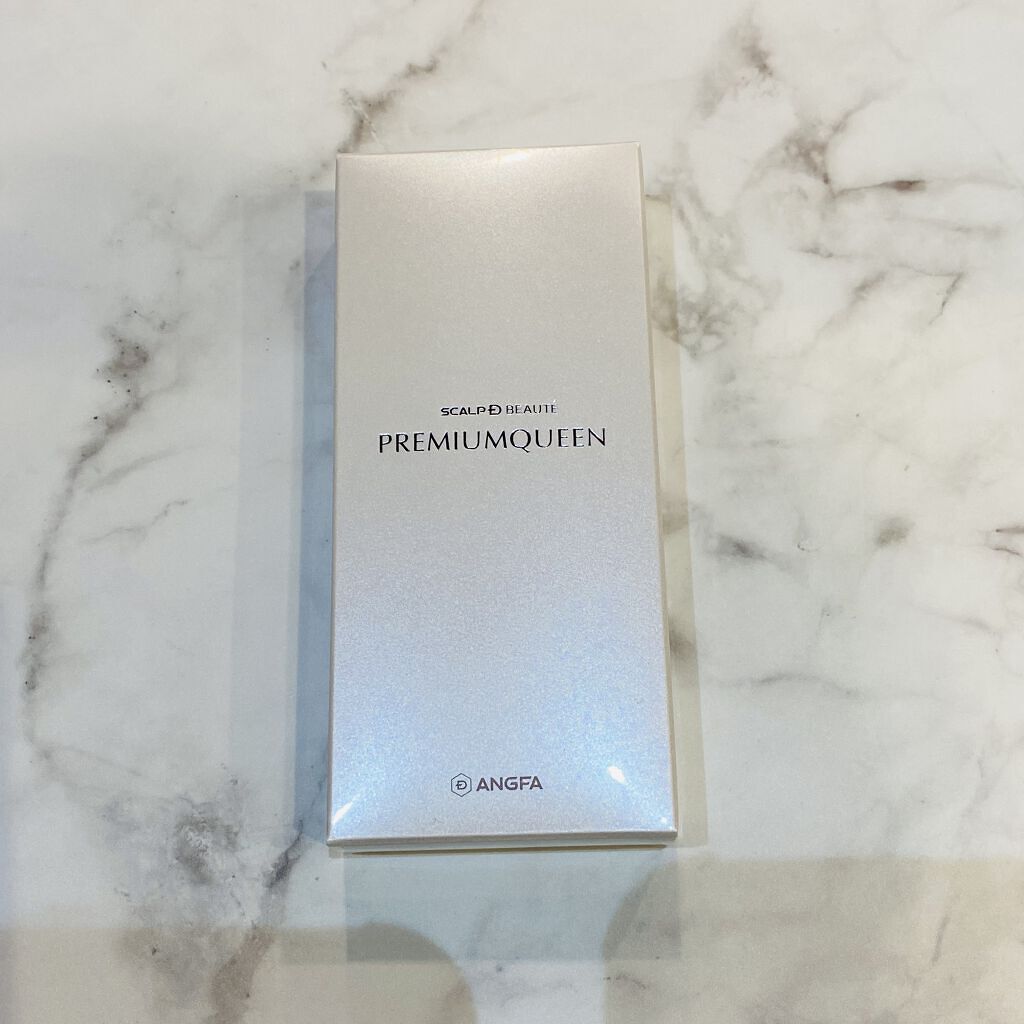 SCALP Ð BEAUTÉ
PREMIUMQUEEN
Ð ANGFA